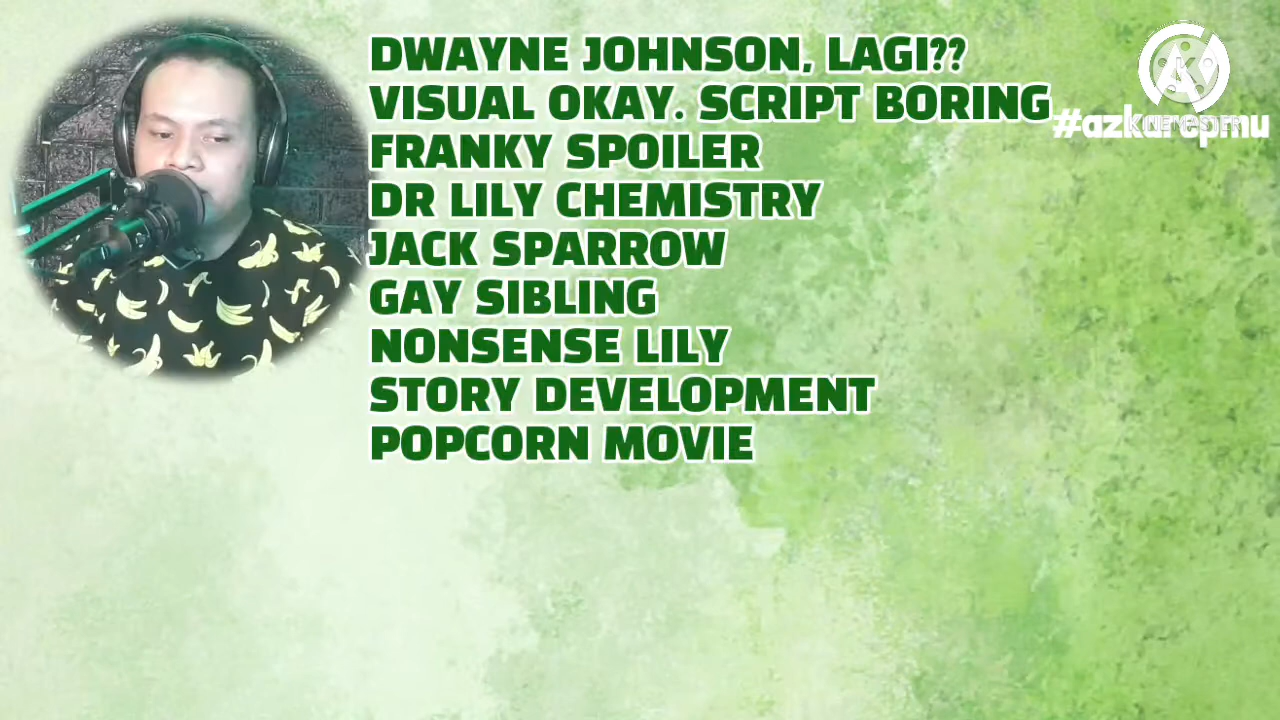 DWAYNE JOHNSON, LAGI??
VISUAL OKAY. SCRIPT BORING
FRANKY SPOILER
DR LILY CHEMISTRY
JACK SPARROW
GAY SIBLING
NONSENSE LILY
STORY DEVELOPMENT
POPCORN MOVIE
KINEMASTER